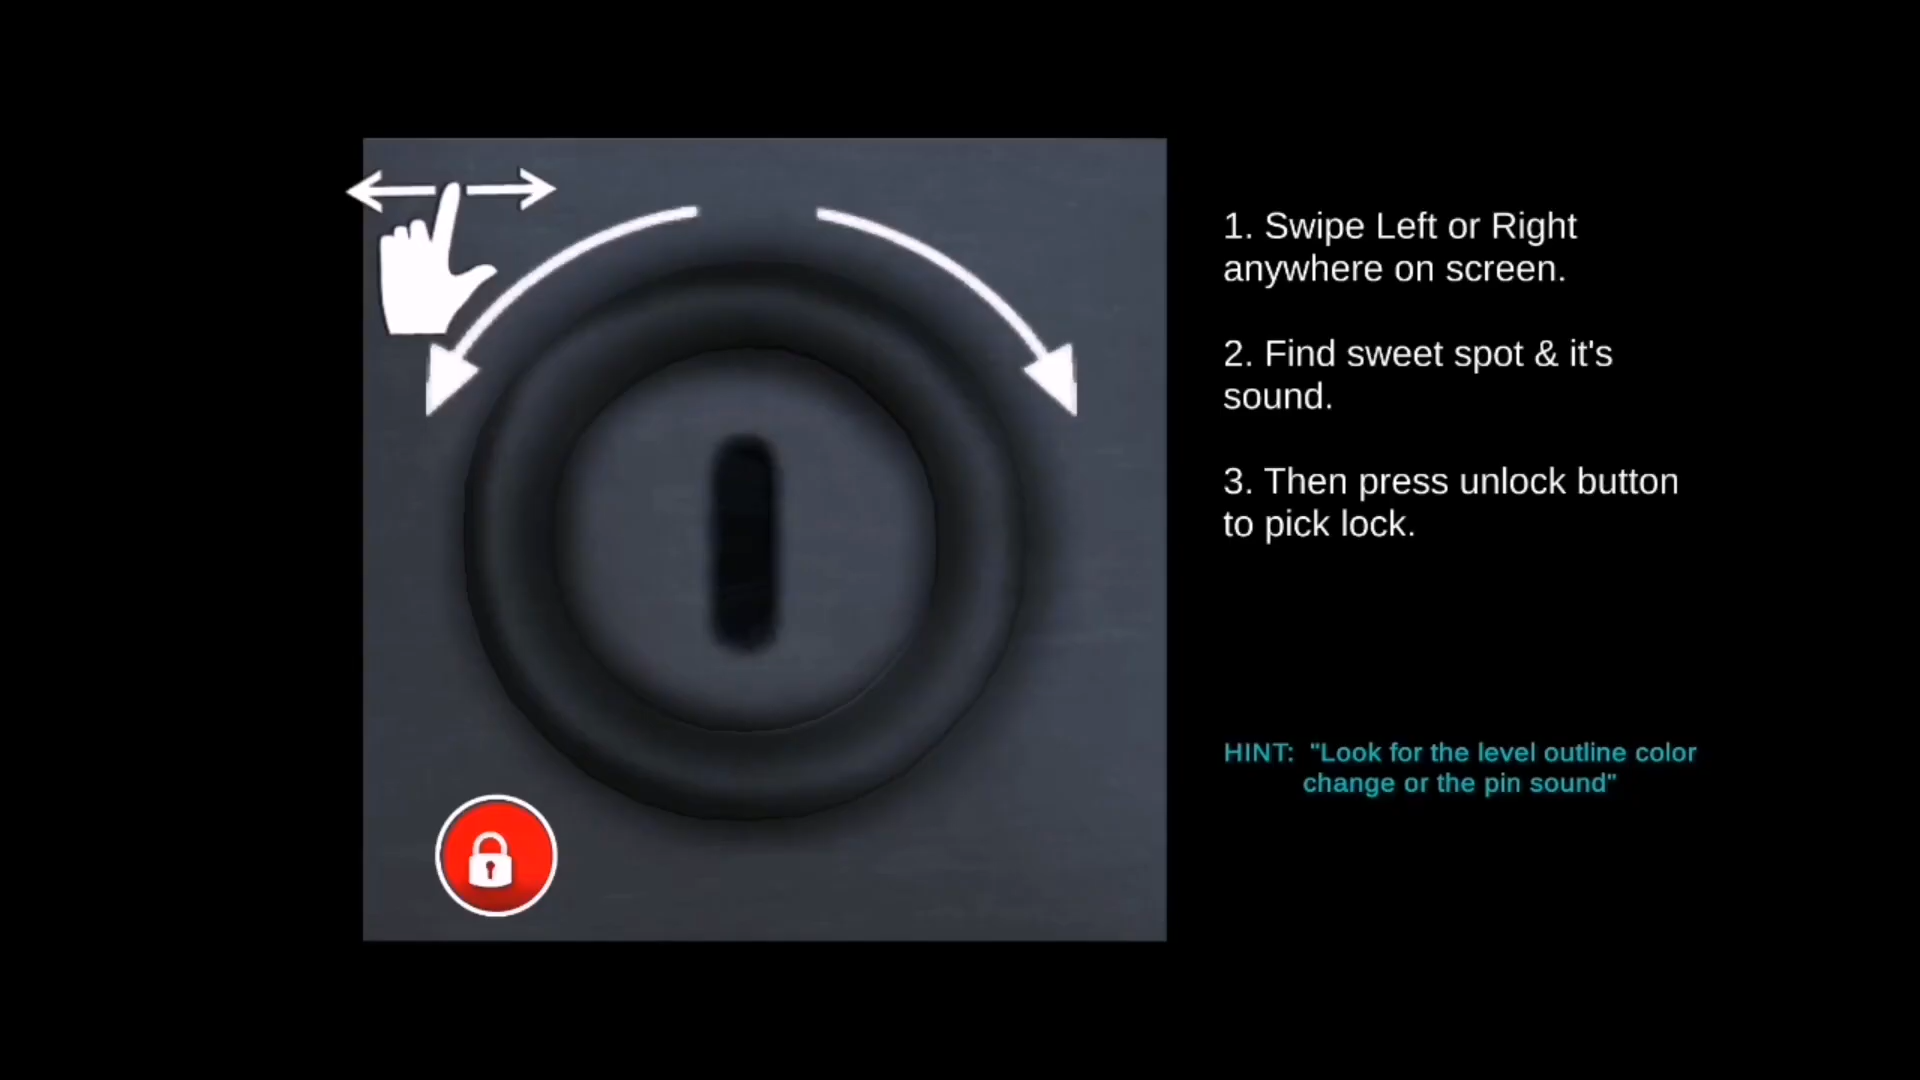 1. Swipe Left or Right
anywhere on screen.
2. Find sweet spot & it's
sound.
3. Then press unlock button
to pick lock.
HINT: "Look for the level outline color
change or the pin sound"